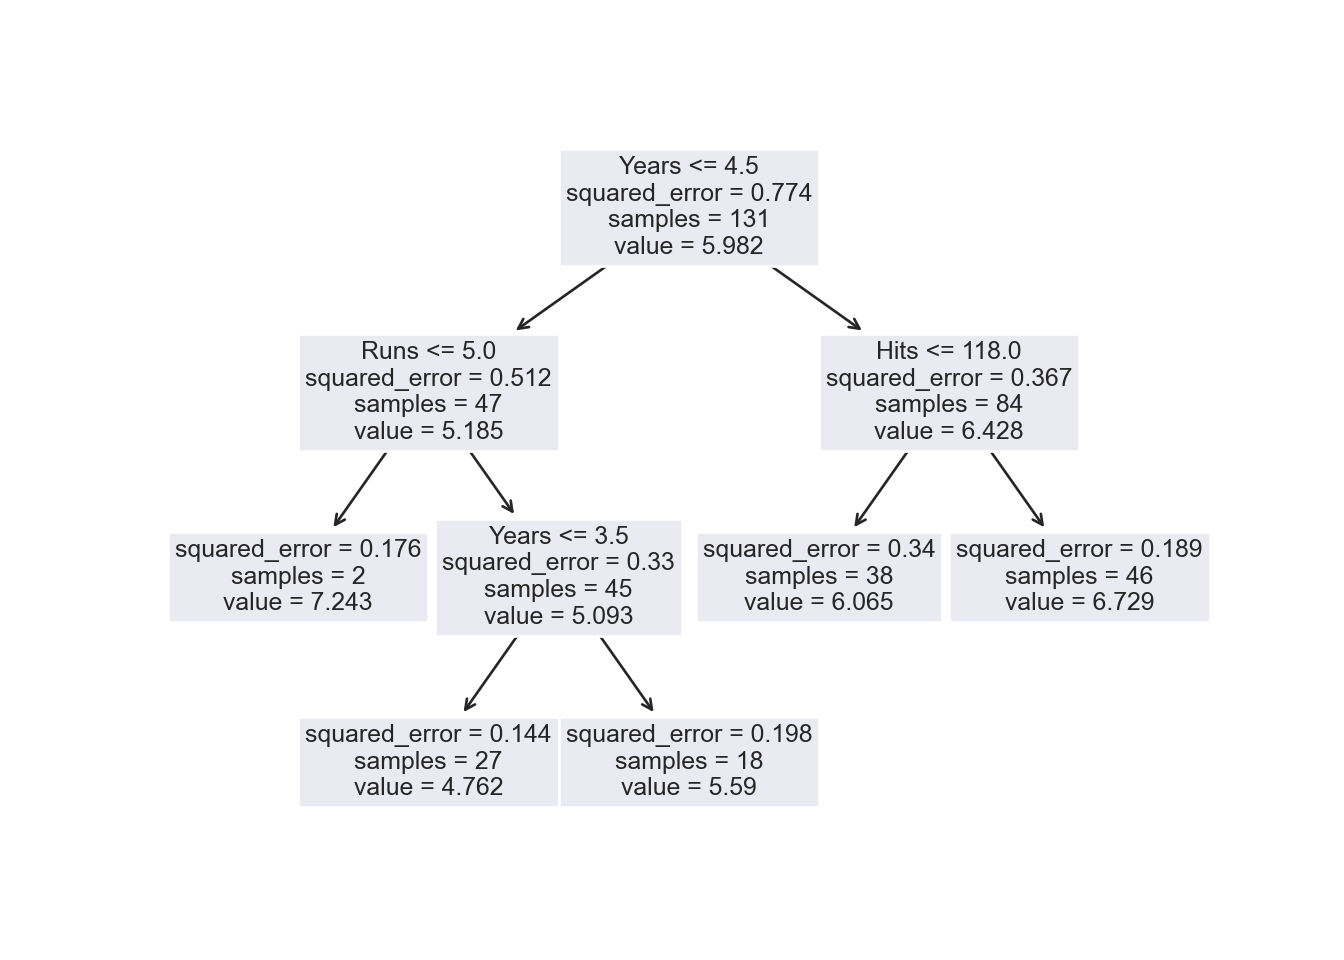 Years <= 4.5
squared_error = 0.774
samples = 131
value = 5.982
Runs <= 5.0
squared_error = 0.512
samples = 47
value = 5.185
Hits <= 118.0
squared_error = 0.367
samples = 84
value = 6.428
squared_error = 0.176
samples = 2
value = 7.243
Years <= 3.5
squared_error = 0.33
samples = 45
value = 5.093
squared_error = 0.34
samples = 38
value = 6.065
squared_error = 0.189
samples = 46
value = 6.729
squared_error = 0.144
samples = 27
value = 4.762
squared_error = 0.198
samples = 18
value = 5.59